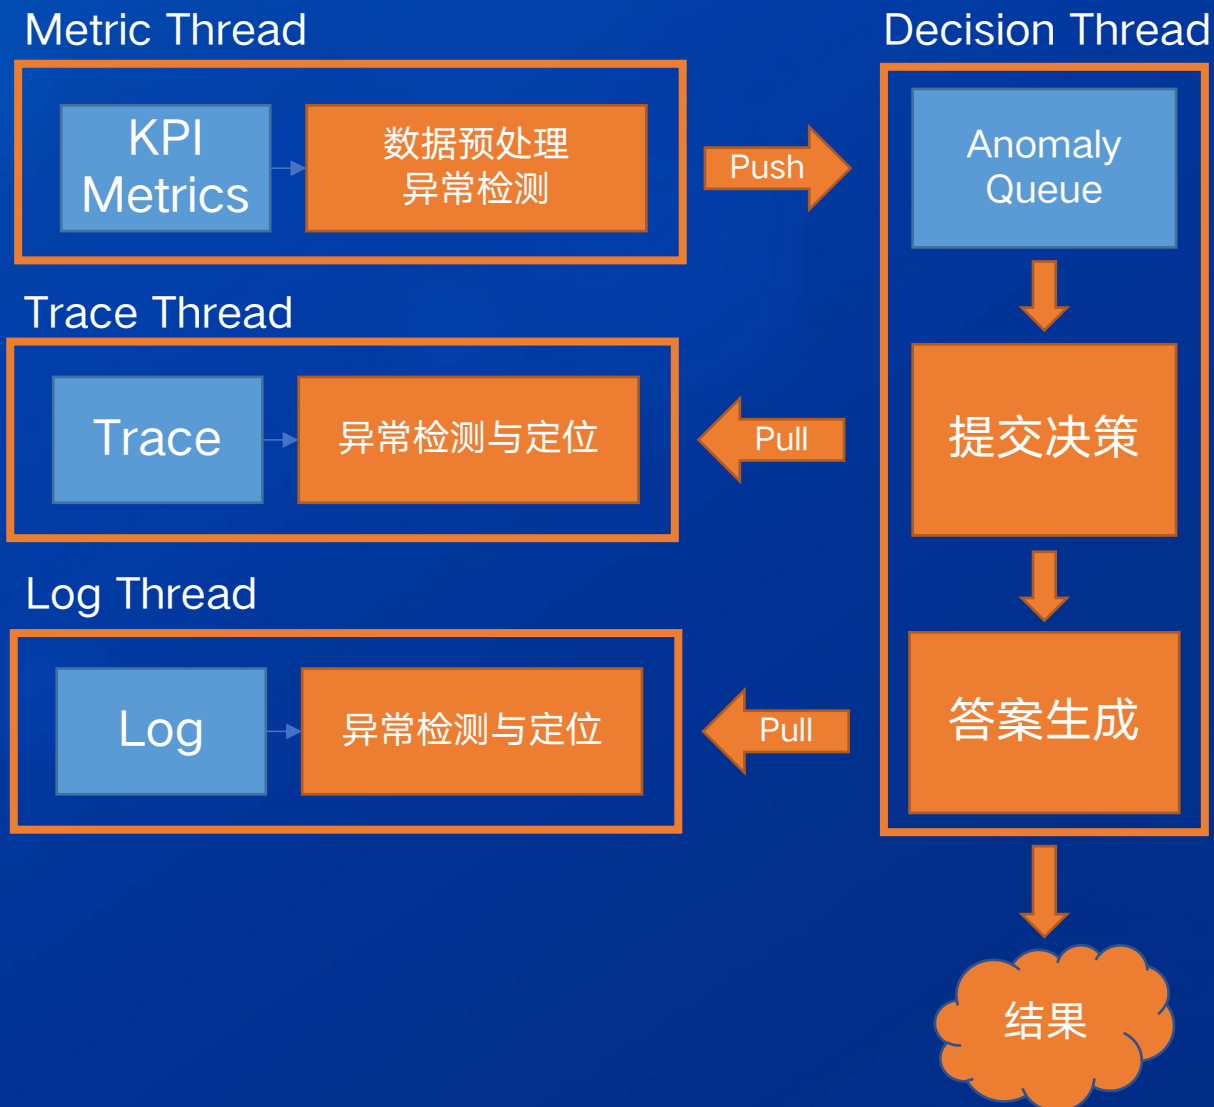 Metric Thread
KPI
Metrics
数据预处理
异常检测
Push
Trace Thread
Trace
异常检测与定位
Pull
Log Thread
Log
异常检测与定位
Pull
Decision Thread
Anomaly
Queue
提交决策
答案生成
结果